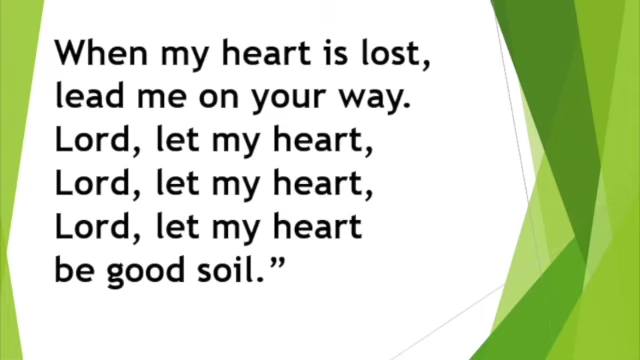 When my heart is lost,
lead me on your way.
Lord, let my heart,
Lord, let my heart,
Lord, let my heart
be good soil.”